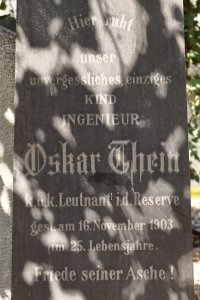 Hier ruht
unser
unvergessliches einziges
KIND
INGENIEUR
Oskar Thein
k.u.k. Leutnant i.d. Reserve
gest. am 16. November 1903
im 25. Lebensjahre.
Friede seiner Asche!